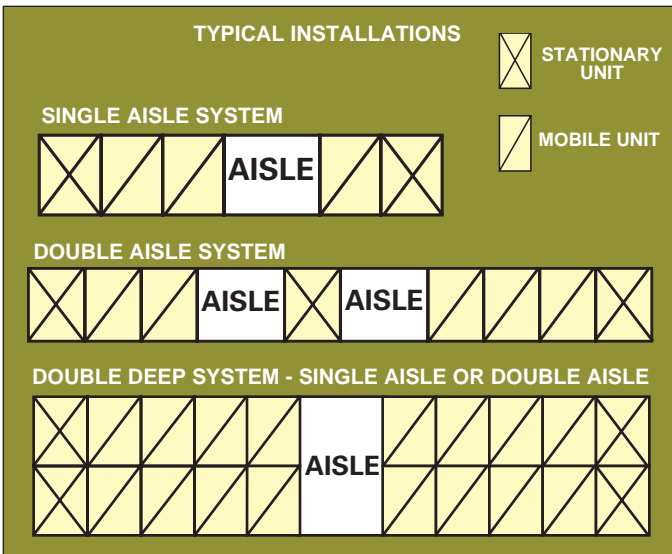 TYPICAL INSTALLATIONS
STATIONARY
UNIT
MOBILE UNIT
SINGLE AISLE SYSTEM
AISLE
DOUBLE AISLE SYSTEM
AISLE AISLE
DOUBLE DEEP SYSTEM - SINGLE AISLE OR DOUBLE AISLE
AISLE